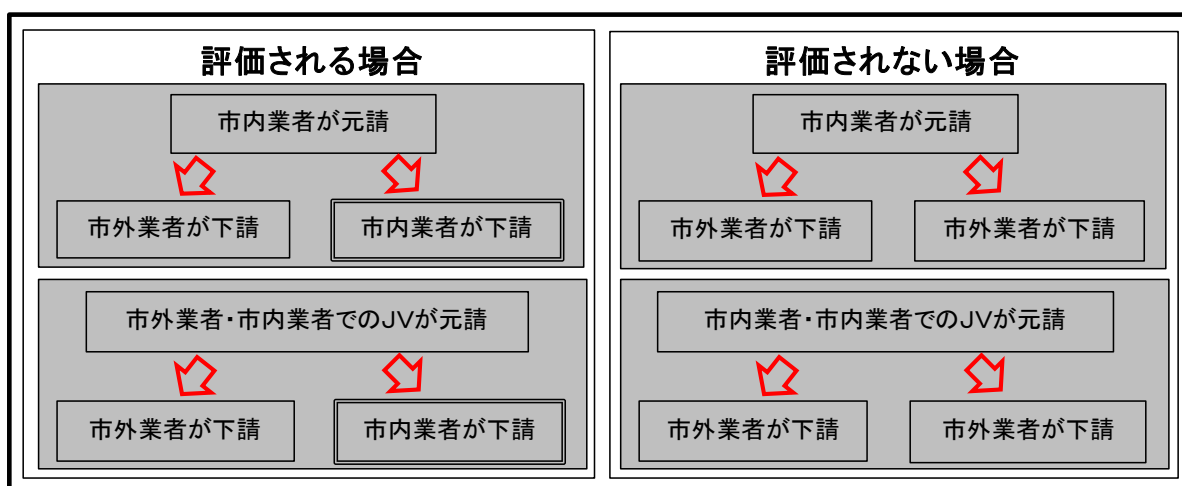 評価される場合
市内業者が元請
市外業者が下請
市内業者が下請
市外業者・市内業者でのJVが元請
市外業者が下請
市内業者が下請
評価されない場合
市内業者が元請
市外業者が下請
市外業者が下請
市内業者・市内業者でのJVが元請
市外業者が下請
市外業者が下請